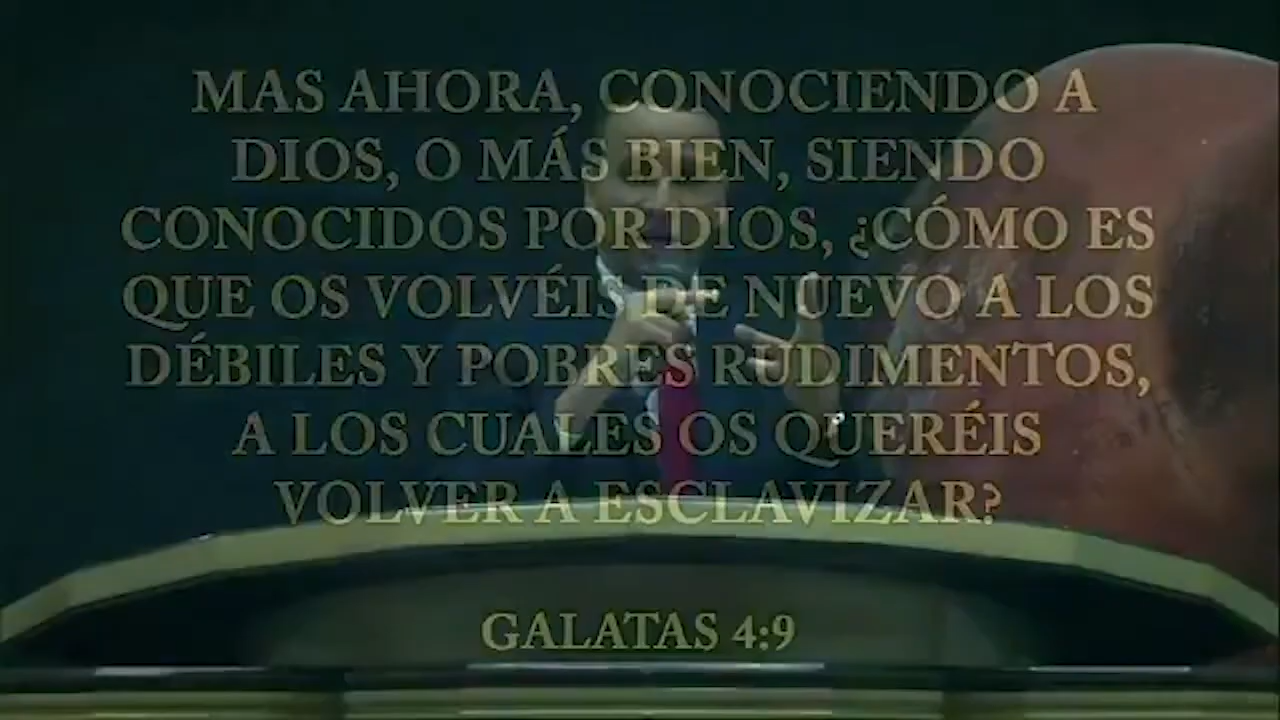 MAS AHORA, CONOCIENDO A
DIOS, O MÁS BIEN, SIENDO
CONOCIDOS POR DIOS, ¿CÓMO ES
QUE OS VOLVÉIS DE NUEVO A LOS
DÉBILES Y POBRES RUDIMENTOS,
A LOS CUALES OS QUERÉIS
VOLVER A ESCLAVIZAR?
GALATAS 4:9